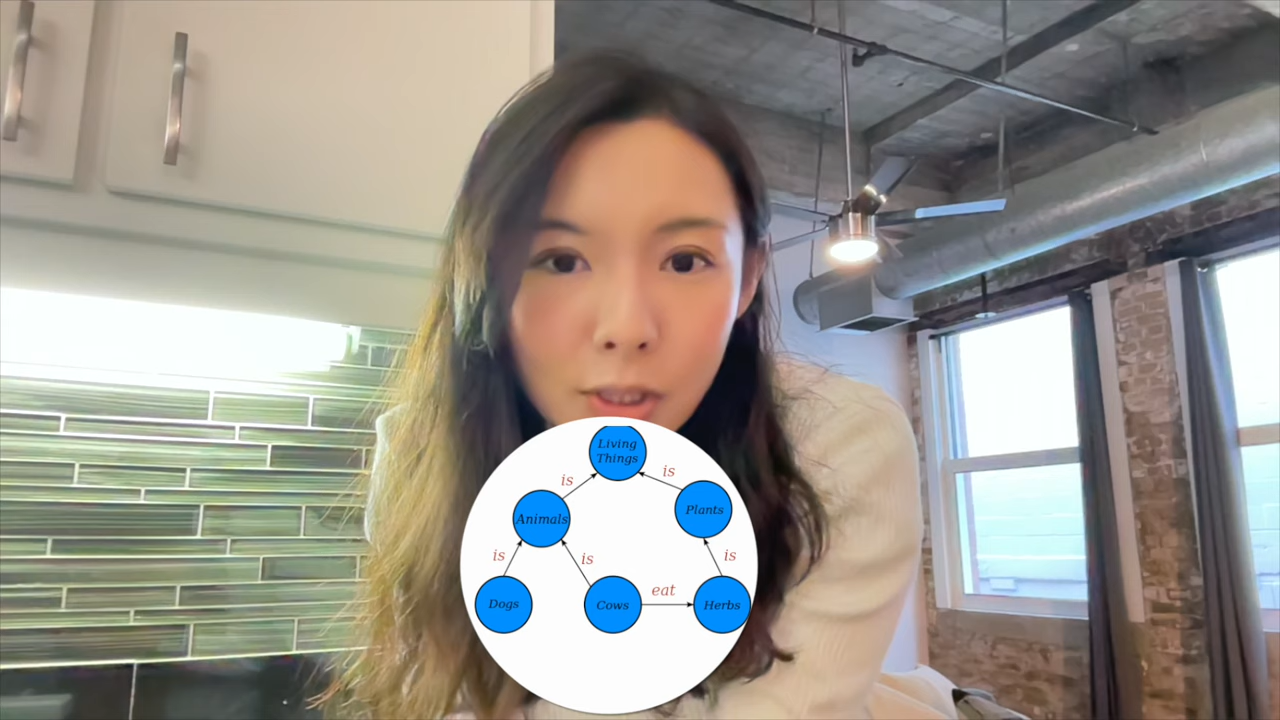 Living
Things
is
is
Animals
Plants
is
is
is
Dogs
Cows
eat
Herbs